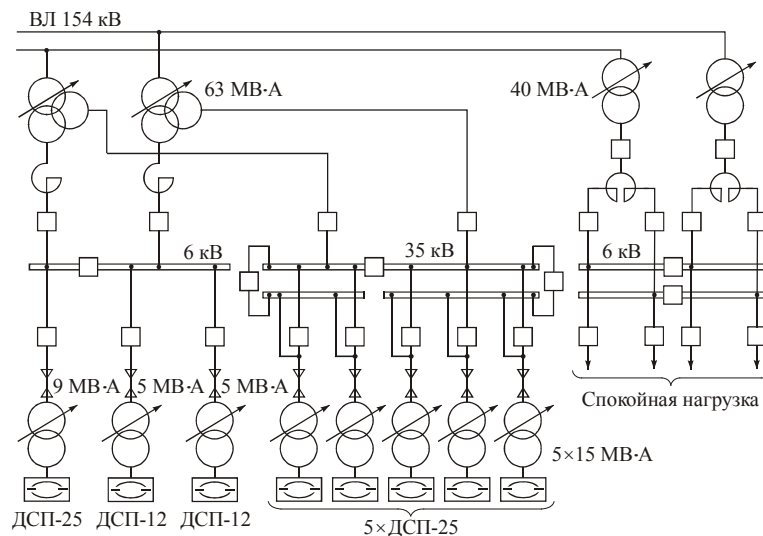 ВЛ 154 кВ
63 МВ·А
40 МВ·А
6 кВ
35 кВ
6 кВ
9 МВ·А
5 МВ·А
5 МВ·А
Спокойная нагрузка
5×15 МВ·А
ДСП-25
ДСП-12
ДСП-12
5×ДСП-25